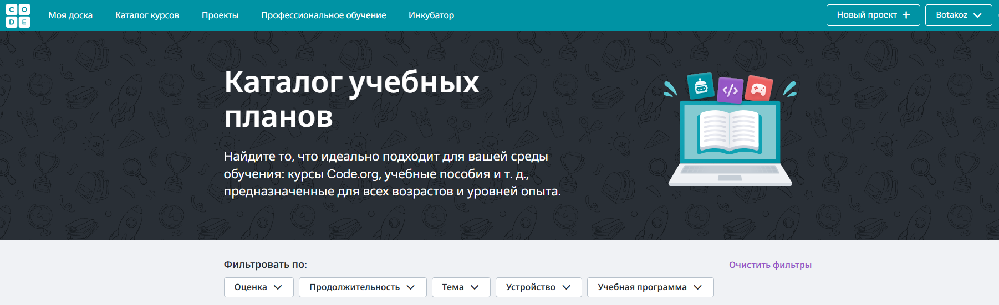 CODE
Моя доска
Каталог курсов
Проекты
Профессиональное обучение
Инкубатор
Новый проект +
Botakoz
Каталог учебных
планов
Найдите то, что идеально подходит для вашей среды
обучения: курсы Code.org, учебные пособия и т. д.,
предназначенные для всех возрастов и уровней опыта.
</>
Фильтровать по:
Очистить фильтры
Оценка
Продолжительность
Тема
Устройство
Учебная программа